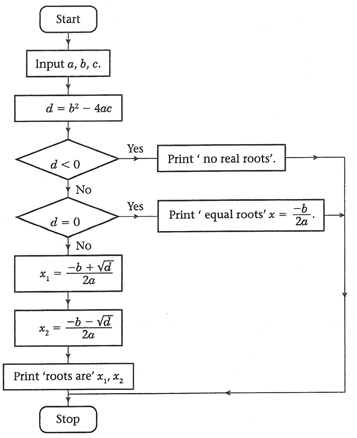 Start
Input a, b, c.
d = b² − 4ac
d < 0
Yes
Print ‘ no real roots’.
No
d = 0
Yes
Print ‘ equal roots’ x = −b/2a.
No
x₁ = −b + √d/2a
x₂ = −b − √d/2a
Print ‘roots are’ x₁, x₂
Stop